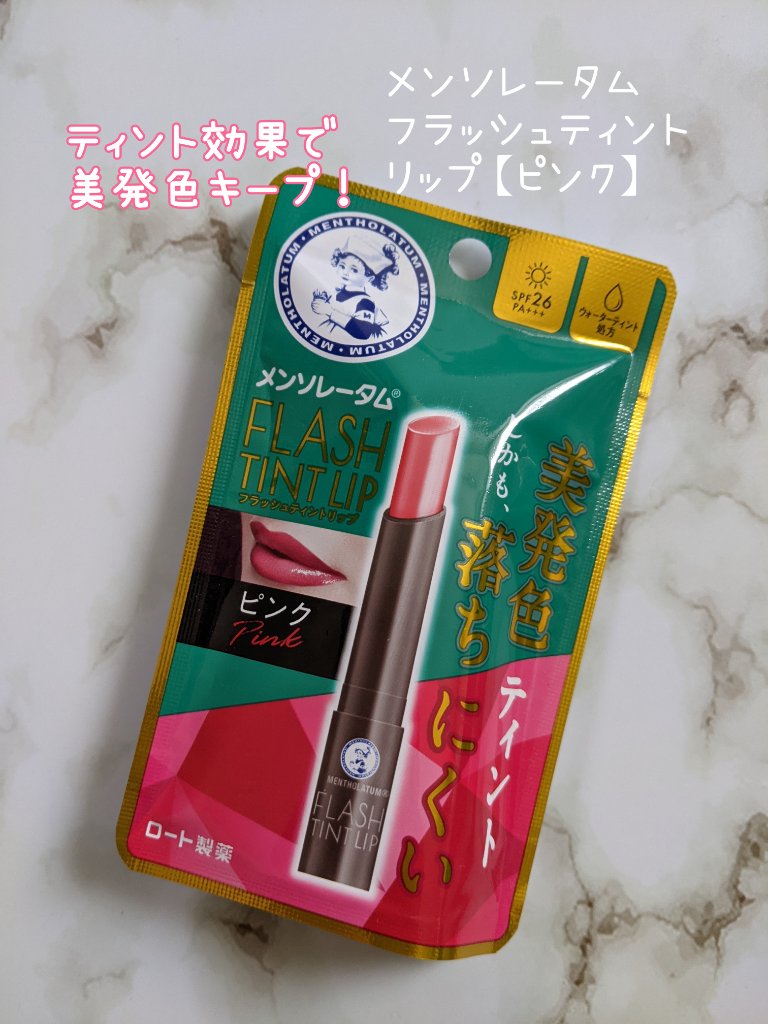 メンソレータム
フラッシュティント
リップ【ピンク】
ティント効果で
美発色キープ！
MENTHOLATUM・MENTHOLATUM・MENTHOLATUM・
SPF26
PA+++
ウォーターティント
処方
メンソレータム®
FLASH
TINT LIP
フラッシュティントリップ
ピンク
Pink
美発色ティント
しかも、落ちにくい
MENTHOLATUM®
FLASH
TINT LIP
ロート製薬